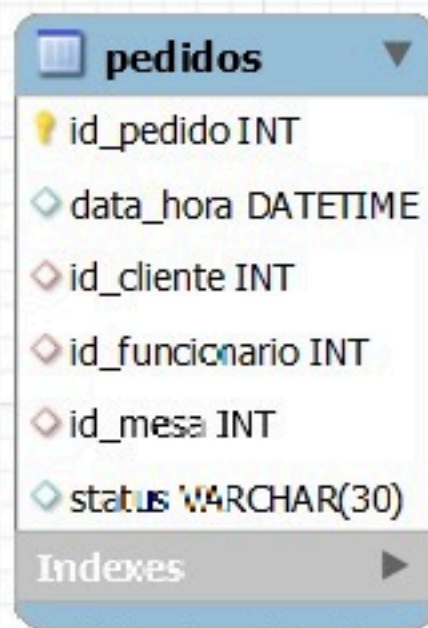 pedidos
id_pedido INT
data_hora DATETIME
id_cliente INT
id_funcionario INT
id_mesa INT
status VARCHAR(30)
Indexes